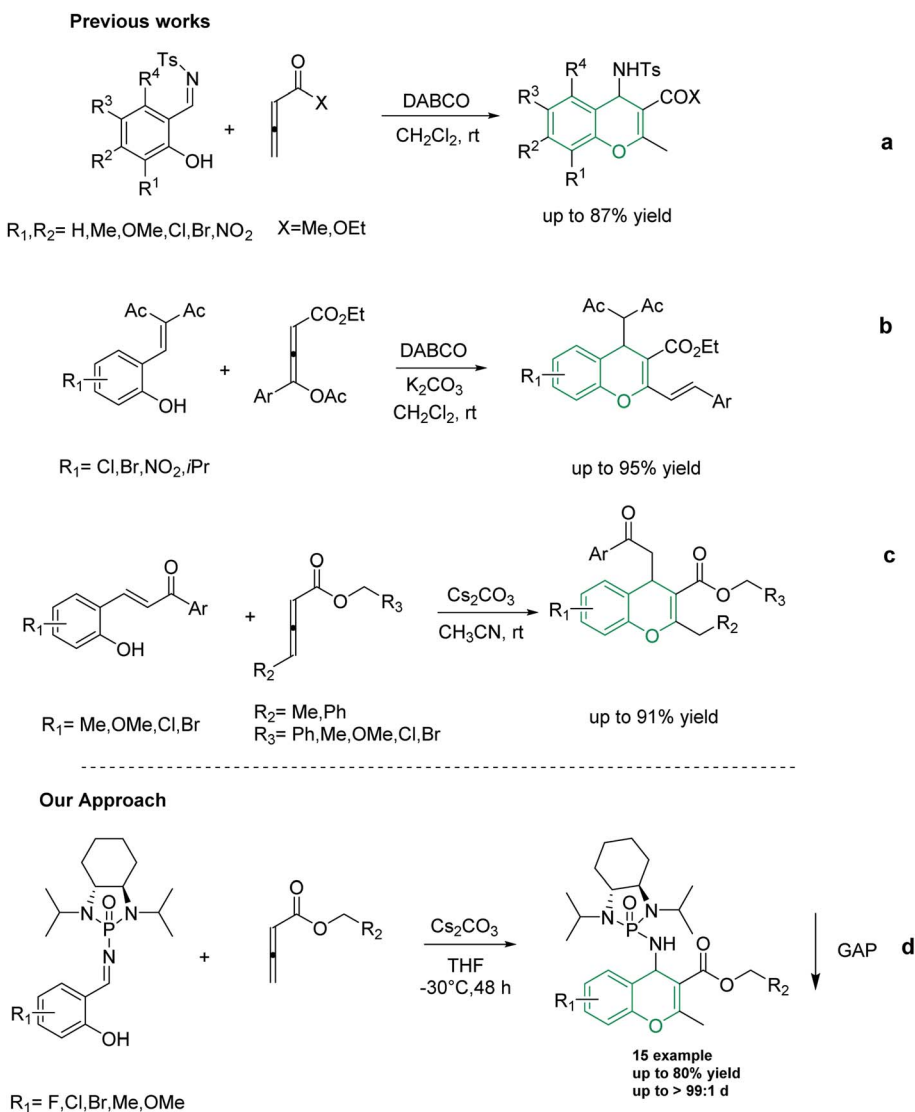 Previous works
Ts
N
R4
R3
R2
R1
OH
+
O
X
DABCO
CH2Cl2, rt
R4
NHTs
R3
COX
R2
O
R1
up to 87% yield
a
R1,R2= H,Me,OMe,Cl,Br,NO2
X=Me,OEt
Ac Ac
R1
OH
+
CO2Et
Ar
OAc
DABCO
K2CO3
CH2Cl2, rt
Ac Ac
CO2Et
R1
O
Ar
b
R1= Cl,Br,NO2,iPr
up to 95% yield
O
Ar
R1
OH
+
O
O
R3
R2
Cs2CO3
CH3CN, rt
O
Ar
O
O
R3
R1
O
R2
c
R1= Me,OMe,Cl,Br
R2= Me,Ph
R3= Ph,Me,OMe,Cl,Br
up to 91% yield
Our Approach
O
N N
P
N
R1
OH
+
O
O
R2
Cs2CO3
THF
-30°C,48 h
O
N N
P
NH
O
O
R2
R1
O
GAP
d
15 example
up to 80% yield
up to > 99:1 d
R1= F,Cl,Br,Me,OMe